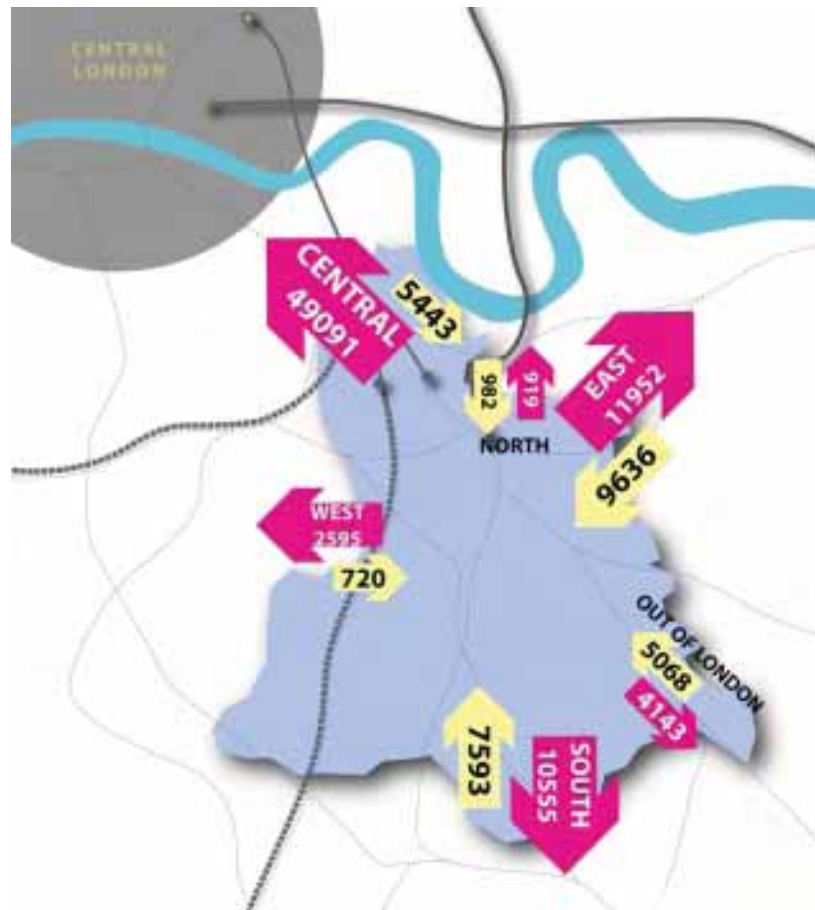 CENTRAL
LONDON
CENTRAL
49091
5443
982
919
EAST
11952
NORTH
9636
WEST
2595
720
OUT OF LONDON
5068
4143
7593
SOUTH
10555